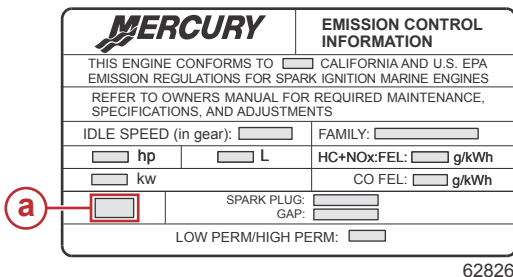 MERCURY
EMISSION CONTROL
INFORMATION
THIS ENGINE CONFORMS TO CALIFORNIA AND U.S. EPA
EMISSION REGULATIONS FOR SPARK IGNITION MARINE ENGINES
REFER TO OWNERS MANUAL FOR REQUIRED MAINTENANCE,
SPECIFICATIONS, AND ADJUSTMENTS
IDLE SPEED (in gear): FAMILY:
hp L HC+NOx:FEL: g/kWh
kw CO FEL: g/kWh
a
SPARK PLUG:
GAP:
LOW PERM/HIGH PERM:
62826